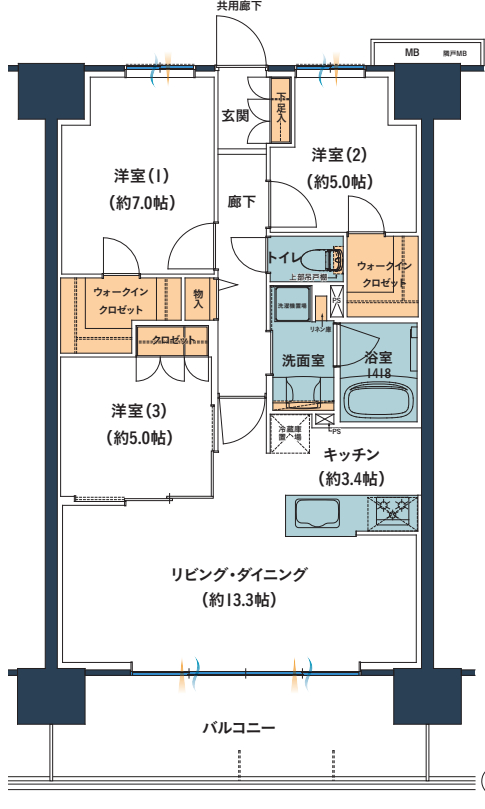 共用廊下
MB
隣戸MB
玄関
下足入
洋室(1)
(約7.0帖)
洋室(2)
(約5.0帖)
廊下
トイレ
上部吊戸棚
ウォークイン
クロゼット
ウォークイン
クロゼット
物入
洗濯機置場
リネン庫
PS
クロゼット
洗面室
浴室
1418
洋室(3)
(約5.0帖)
冷蔵庫
置場
PS
キッチン
(約3.4帖)
リビング・ダイニング
(約13.3帖)
バルコニー